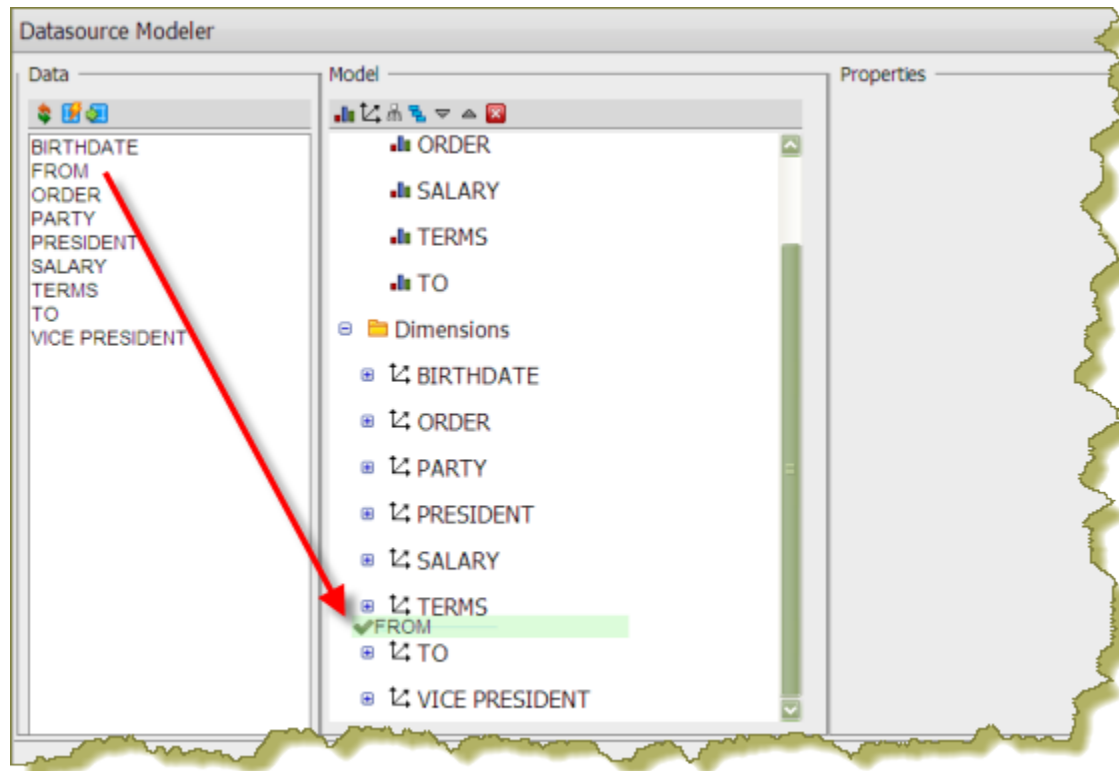 Datasource Modeler
Data
Model
Properties
BIRTHDATE
FROM
ORDER
PARTY
PRESIDENT
SALARY
TERMS
TO
VICE PRESIDENT
ORDER
SALARY
TERMS
TO
Dimensions
BIRTHDATE
ORDER
PARTY
PRESIDENT
SALARY
TERMS
FROM
TO
VICE PRESIDENT